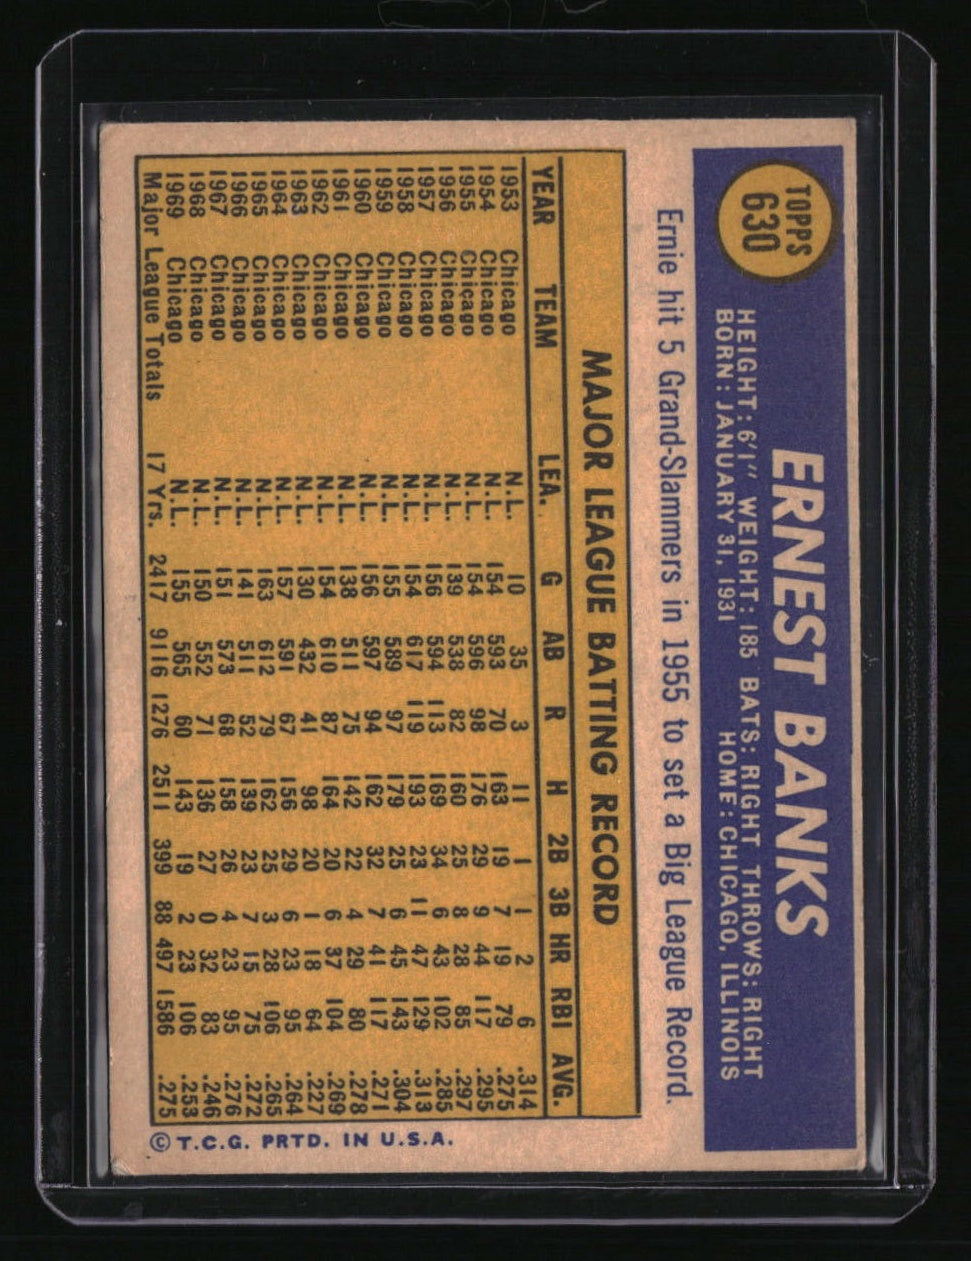 TOPPS
630
ERNEST BANKS
HEIGHT: 6'1" WEIGHT: 185 BATS: RIGHT THROWS: RIGHT
BORN: JANUARY 31, 1931 HOME: CHICAGO, ILLINOIS
Ernie hit 5 Grand-Slammers in 1955 to set a Big League Record.
MAJOR LEAGUE BATTING RECORD
YEAR TEAM LEA. G AB R H 2B 3B HR RBI AVG.
1953 Chicago N.L. 10 35 3 11 1 1 2 6 .314
1954 Chicago N.L. 154 593 70 163 19 7 19 79 .275
1955 Chicago N.L. 154 596 98 176 29 9 44 117 .295
1956 Chicago N.L. 139 538 82 160 25 8 28 85 .297
1957 Chicago N.L. 156 594 113 169 34 6 43 102 .285
1958 Chicago N.L. 154 617 119 193 23 11 47 129 .313
1959 Chicago N.L. 155 589 97 179 25 6 45 143 .304
1960 Chicago N.L. 156 597 94 162 32 7 41 117 .271
1961 Chicago N.L. 138 511 75 142 22 4 29 80 .278
1962 Chicago N.L. 154 610 87 164 20 6 37 104 .269
1963 Chicago N.L. 130 432 41 98 20 1 18 64 .227
1964 Chicago N.L. 157 591 67 156 29 6 23 95 .264
1965 Chicago N.L. 163 612 79 162 25 3 28 106 .265
1966 Chicago N.L. 141 511 52 139 23 7 15 75 .272
1967 Chicago N.L. 151 573 68 158 26 4 23 95 .276
1968 Chicago N.L. 150 552 71 136 27 0 32 83 .246
1969 Chicago N.L. 155 565 60 143 19 2 23 106 .253
Major League Totals 17 Yrs. 2417 9116 1276 2511 399 88 497 1586 .275
© T.C.G. PRTD. IN U.S.A.